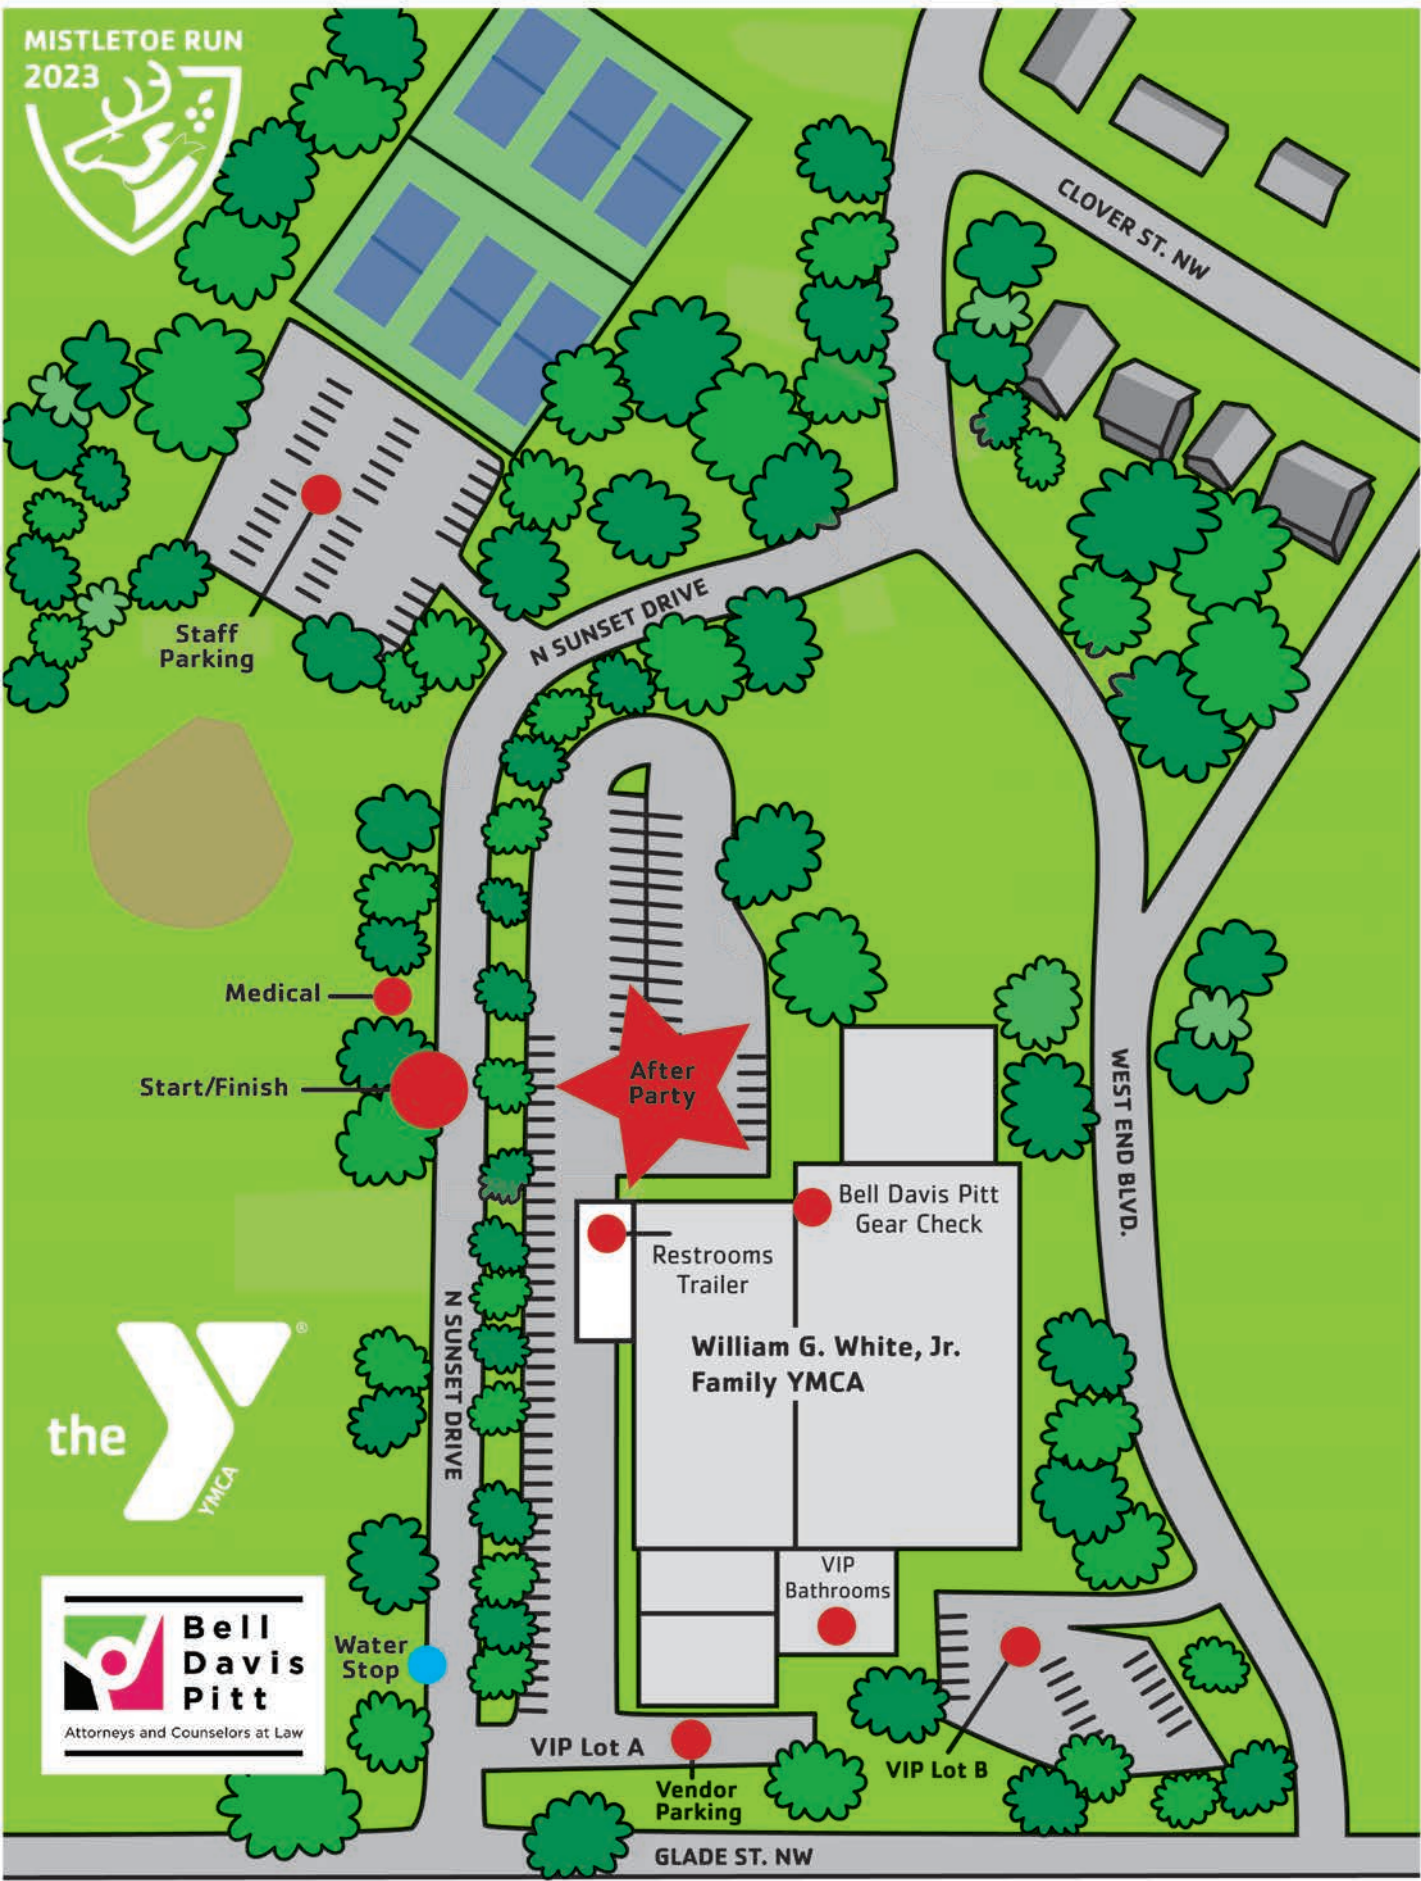 MISTLETOE RUN
2023
CLOVER ST. NW
N SUNSET DRIVE
Staff
Parking
Medical
Start/Finish
After
Party
WEST END BLVD.
Bell Davis Pitt
Gear Check
Restrooms
Trailer
William G. White, Jr.
Family YMCA
N SUNSET DRIVE
the
YMCA
®
VIP
Bathrooms
Water
Stop
Bell
Davis
Pitt
Attorneys and Counselors at Law
VIP Lot A
VIP Lot B
Vendor
Parking
GLADE ST. NW